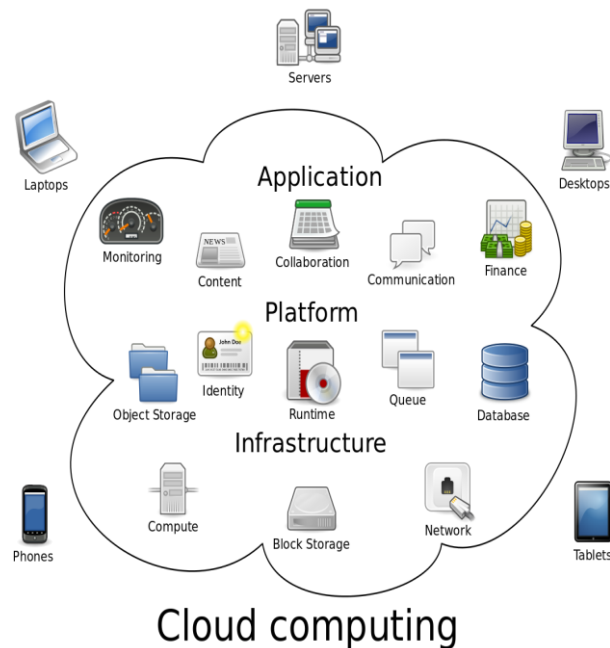 Servers
Laptops
Desktops
Application
Monitoring
NEWS
Content
Collaboration
Communication
Finance
Platform
John Doe
Object Storage
Identity
Runtime
Queue
Database
Infrastructure
Compute
Block Storage
Network
Phones
Tablets
Cloud computing